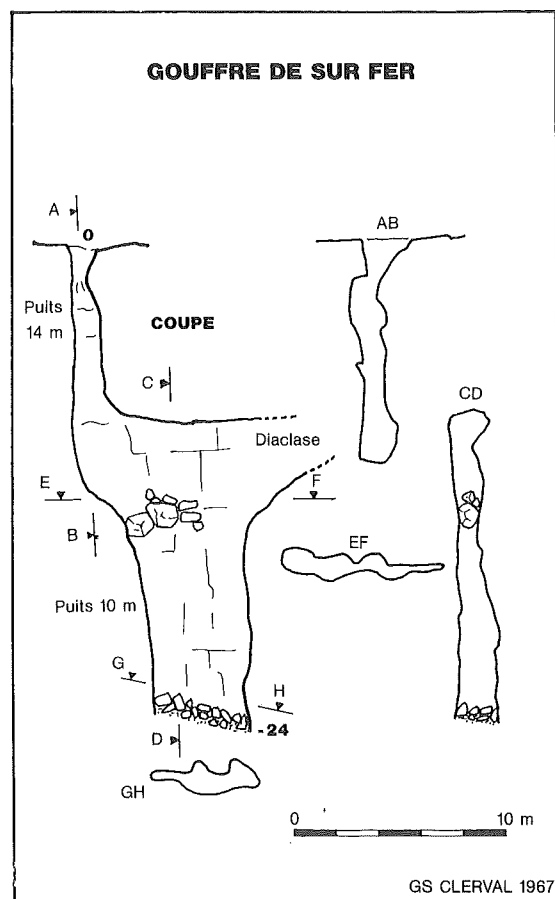 GOUFFRE DE SUR FER
A
0
AB
Puits
14 m
COUPE
C
CD
Diaclase
E
F
B
EF
Puits 10 m
G
H
-24
D
GH
0 10 m
GS CLERVAL 1967